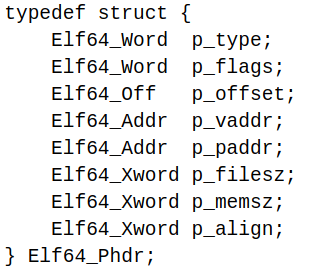 typedef struct {
    Elf64_Word  p_type;
    Elf64_Word  p_flags;
    Elf64_Off   p_offset;
    Elf64_Addr  p_vaddr;
    Elf64_Addr  p_paddr;
    Elf64_Xword p_filesz;
    Elf64_Xword p_memsz;
    Elf64_Xword p_align;
} Elf64_Phdr;